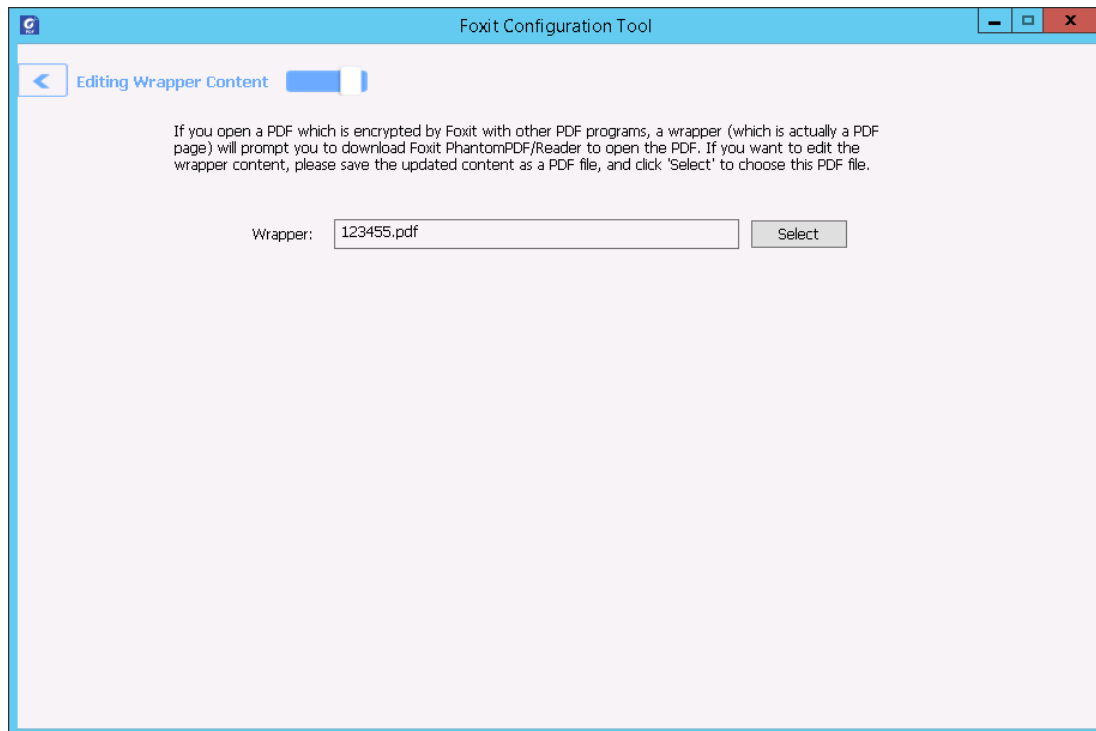 Foxit Configuration Tool
Editing Wrapper Content
If you open a PDF which is encrypted by Foxit with other PDF programs, a wrapper (which is actually a PDF
page) will prompt you to download Foxit PhantomPDF/Reader to open the PDF. If you want to edit the
wrapper content, please save the updated content as a PDF file, and click 'Select' to choose this PDF file.
Wrapper: 123455.pdf Select